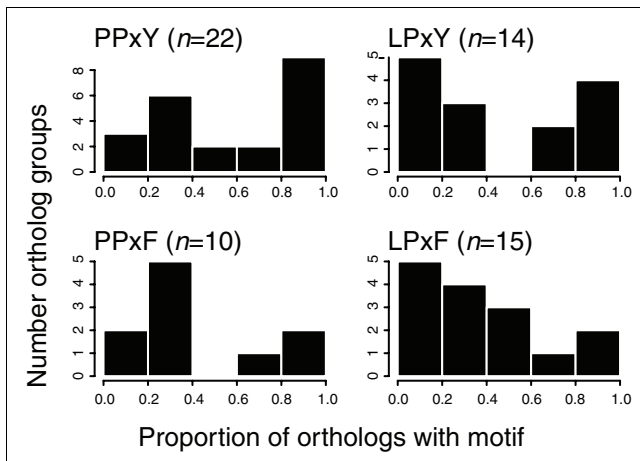 PPxY (n=22)
LPxY (n=14)
0 2 4 6 8
0 1 2 3 4 5
0.0 0.2 0.4 0.6 0.8 1.0
0.0 0.2 0.4 0.6 0.8 1.0
PPxF (n=10)
LPxF (n=15)
0 1 2 3 4 5
0 1 2 3 4 5
0.0 0.2 0.4 0.6 0.8 1.0
0.0 0.2 0.4 0.6 0.8 1.0
Number ortholog groups
Proportion of orthologs with motif